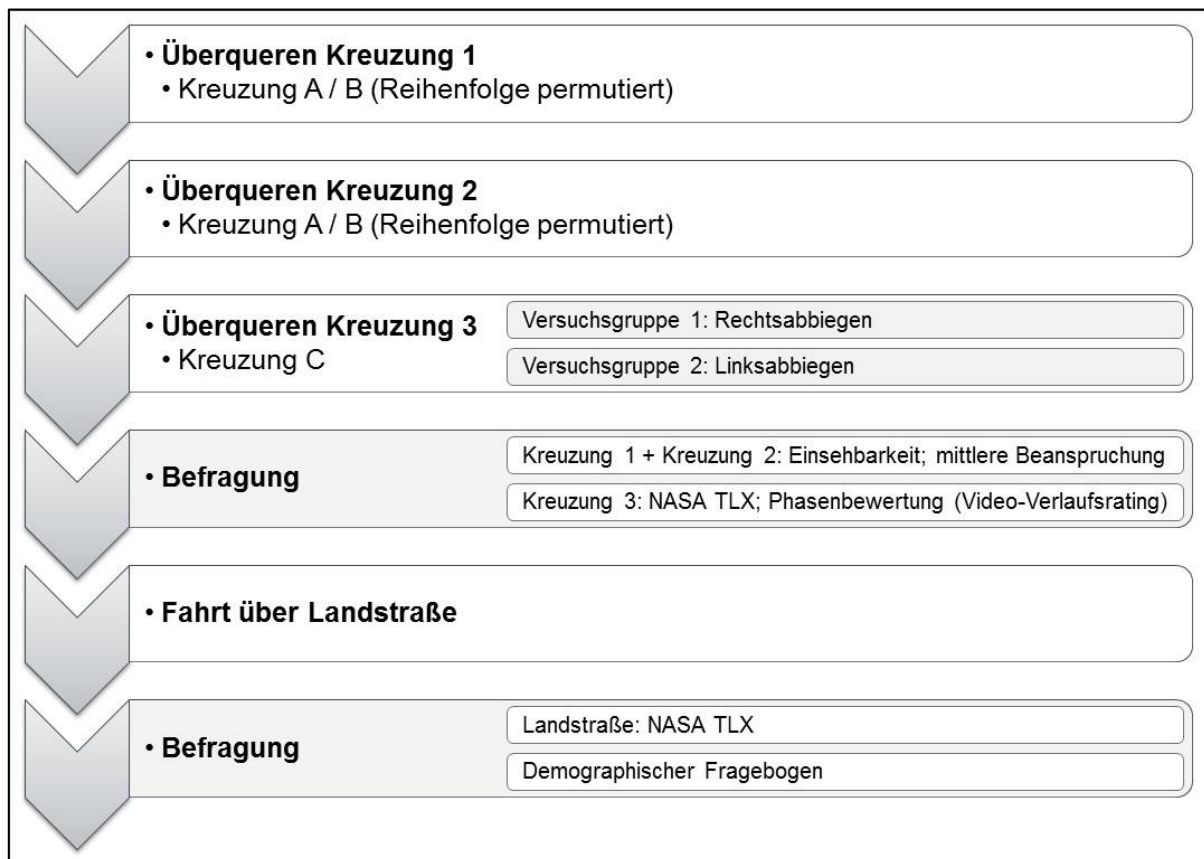 • Überqueren Kreuzung 1
• Kreuzung A / B (Reihenfolge permutiert)
• Überqueren Kreuzung 2
• Kreuzung A / B (Reihenfolge permutiert)
• Überqueren Kreuzung 3
• Kreuzung C
Versuchsgruppe 1: Rechtsabbiegen
Versuchsgruppe 2: Linksabbiegen
• Befragung
Kreuzung 1 + Kreuzung 2: Einsehbarkeit; mittlere Beanspruchung
Kreuzung 3: NASA TLX; Phasenbewertung (Video-Verlaufsrating)
• Fahrt über Landstraße
• Befragung
Landstraße: NASA TLX
Demographischer Fragebogen